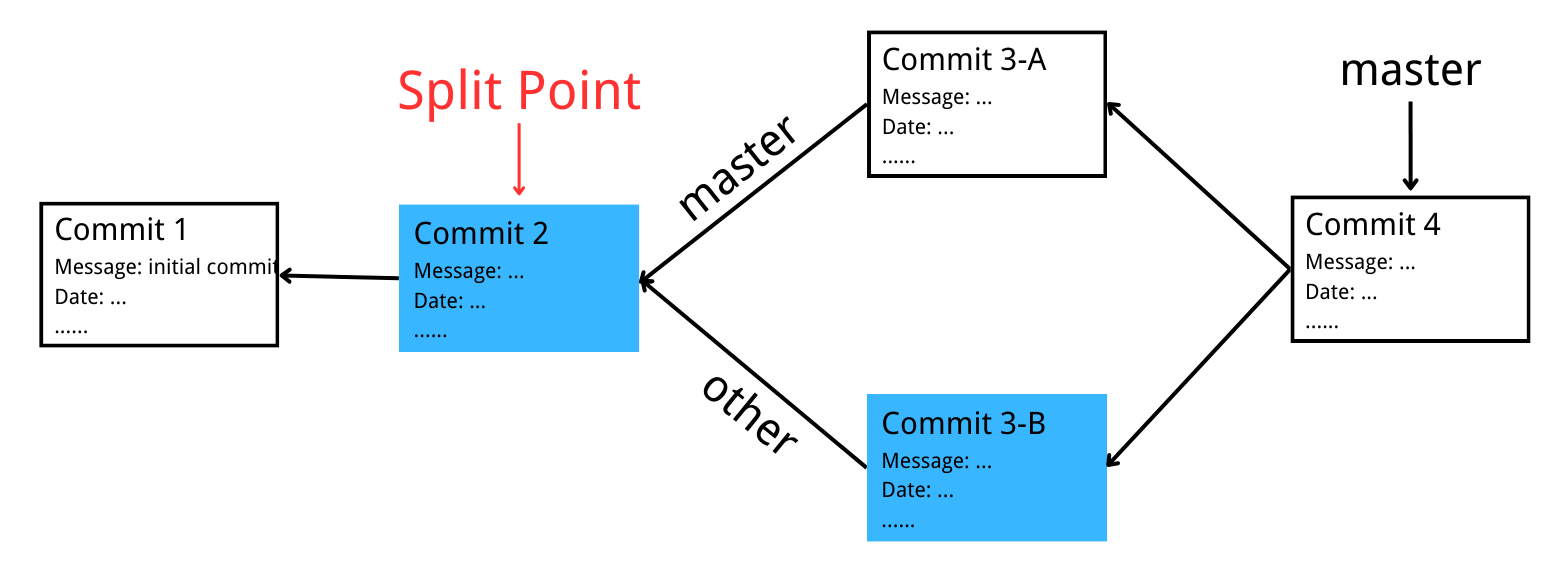 Split Point
master
Commit 3-A
Message: ...
Date: ...
......
master
Commit 1
Message: initial commit
Date: ...
......
Commit 2
Message: ...
Date: ...
......
Commit 4
Message: ...
Date: ...
......
other
Commit 3-B
Message: ...
Date: ...
......